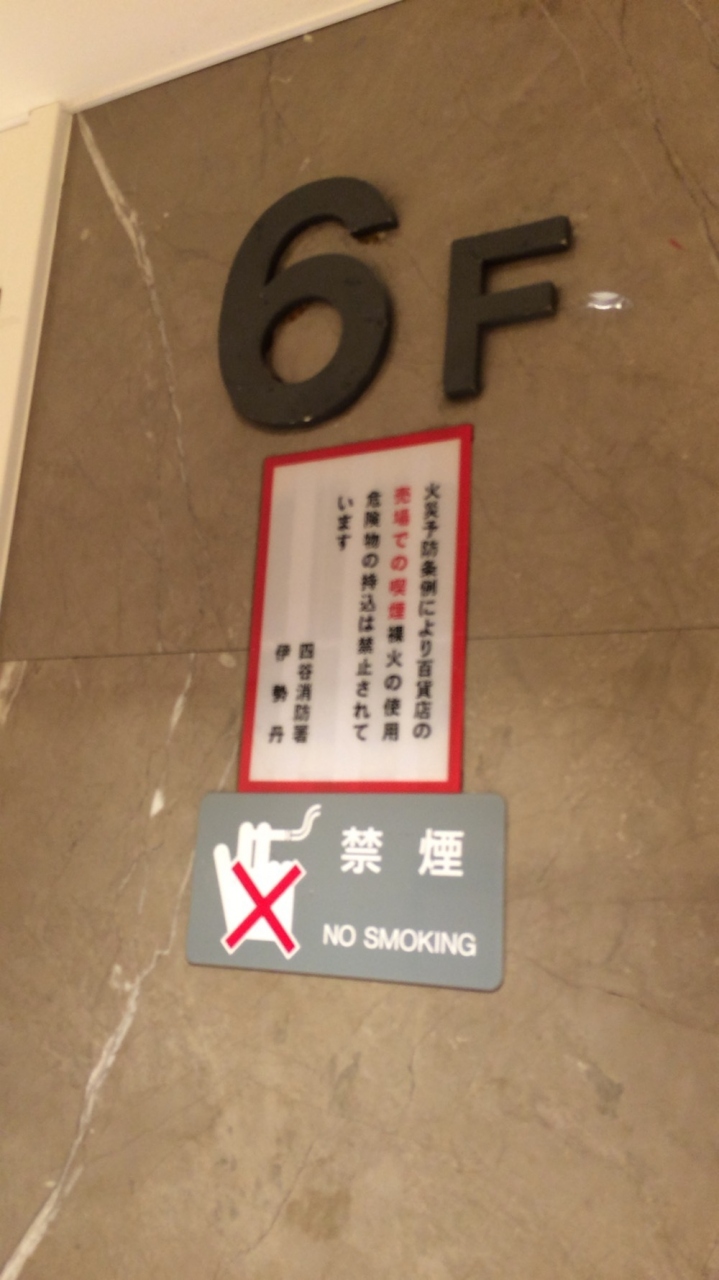 6F
火災予防条例により百貨店の
売場での喫煙裸火の使用
危険物の持込は禁止されて
います
四谷消防署
伊勢丹
禁煙
NO SMOKING